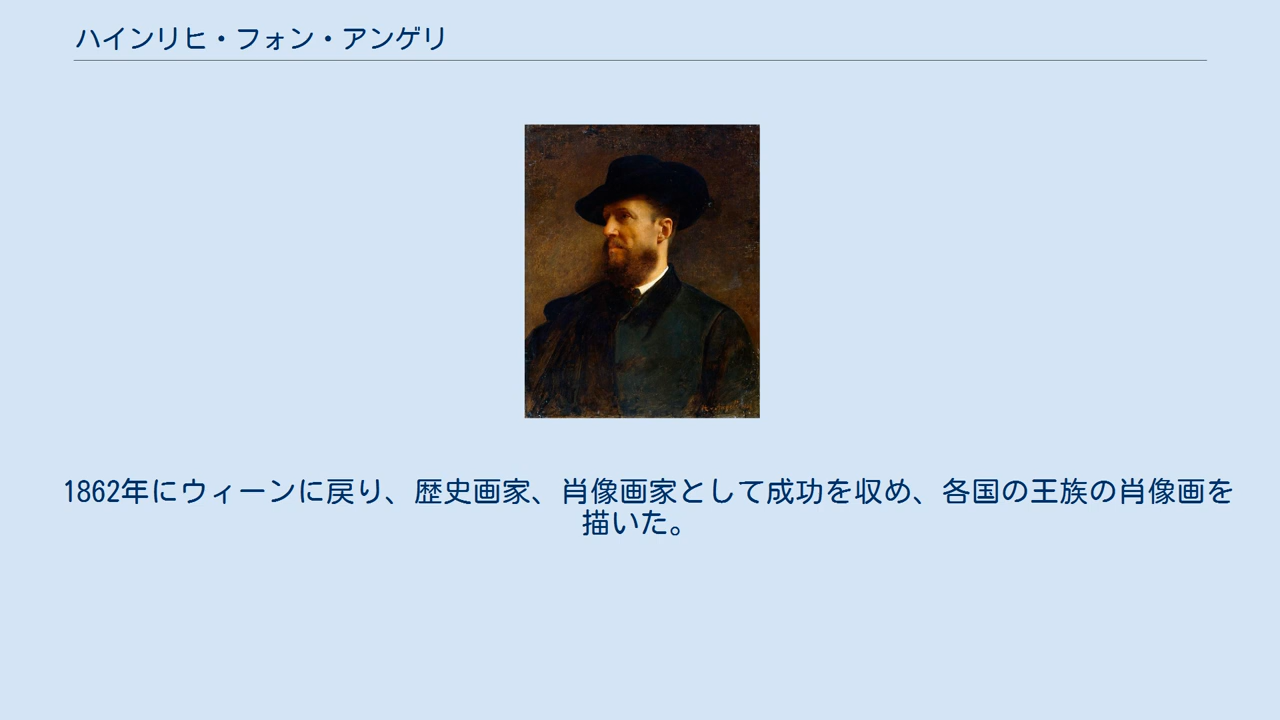 ハインリヒ・フォン・アンゲリ
1862年にウィーンに戻り、歴史画家、肖像画家として成功を収め、各国の王族の肖像画を
描いた。